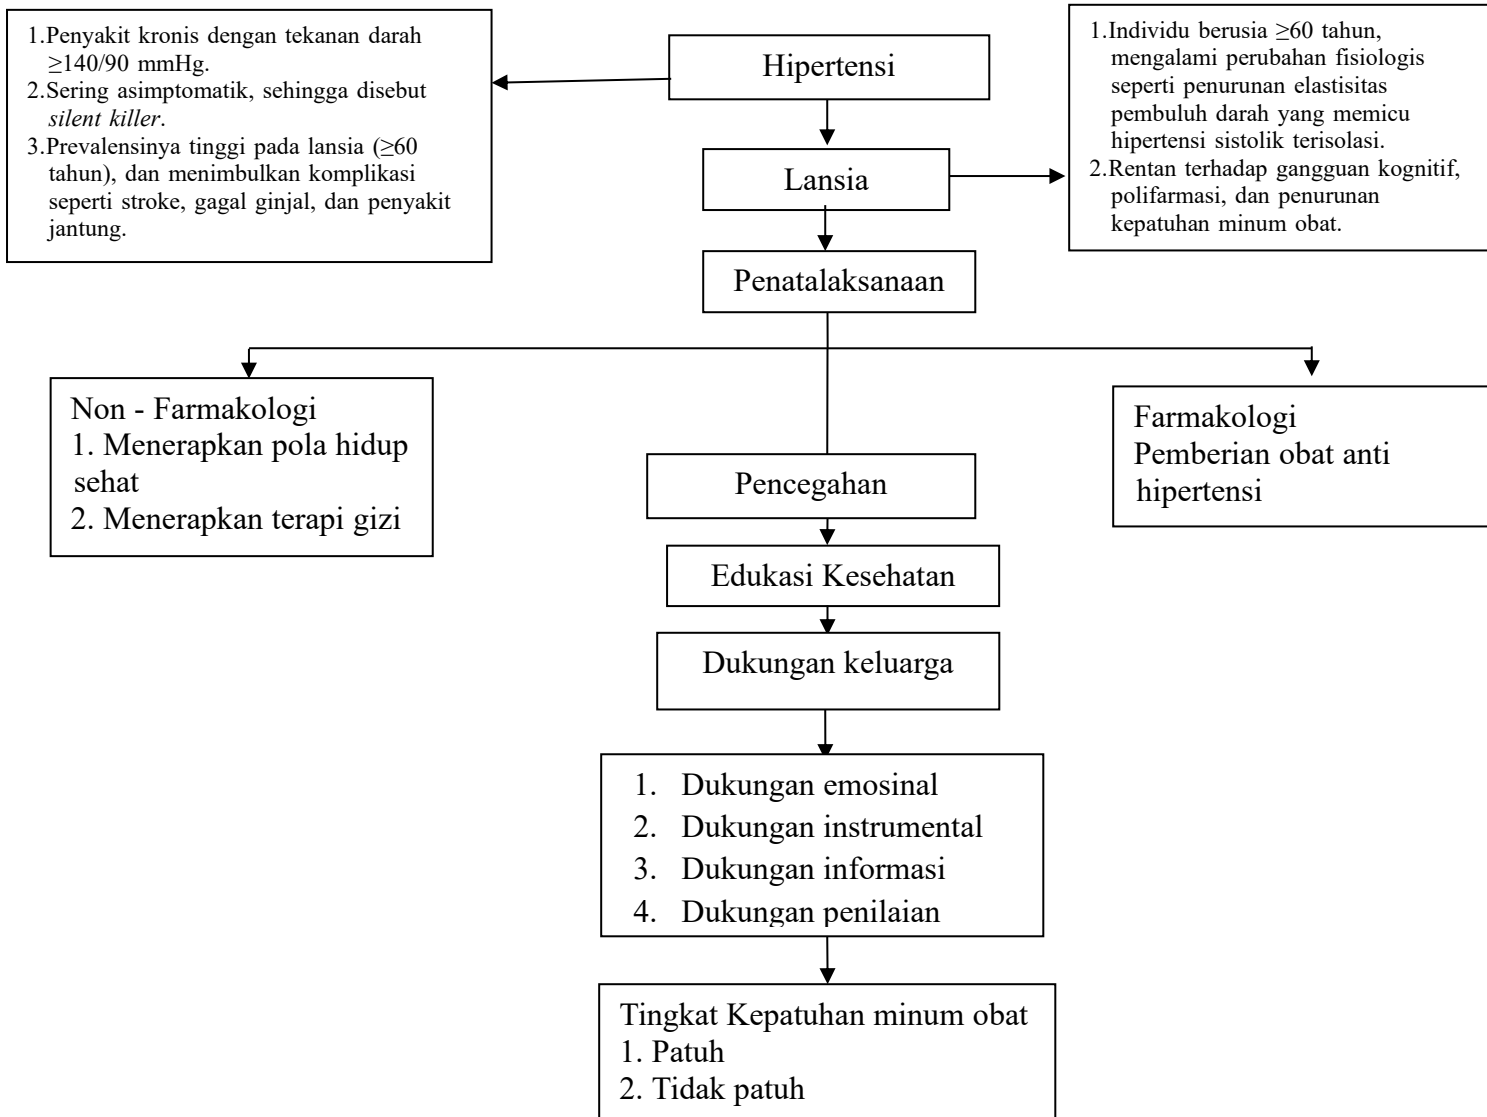 1.Penyakit kronis dengan tekanan darah
≥140/90 mmHg.
2.Sering asimptomatik, sehingga disebut
silent killer.
3.Prevalensinya tinggi pada lansia (≥60
tahun), dan menimbulkan komplikasi
seperti stroke, gagal ginjal, dan penyakit
jantung.
Hipertensi
1.Individu berusia ≥60 tahun,
mengalami perubahan fisiologis
seperti penurunan elastisitas
pembuluh darah yang memicu
hipertensi sistolik terisolasi.
2.Rentan terhadap gangguan kognitif,
polifarmasi, dan penurunan
kepatuhan minum obat.
Lansia
Penatalaksanaan
Non - Farmakologi
1. Menerapkan pola hidup
sehat
2. Menerapkan terapi gizi
Farmakologi
Pemberian obat anti
hipertensi
Pencegahan
Edukasi Kesehatan
Dukungan keluarga
1. Dukungan emosinal
2. Dukungan instrumental
3. Dukungan informasi
4. Dukungan penilaian
Tingkat Kepatuhan minum obat
1. Patuh
2. Tidak patuh